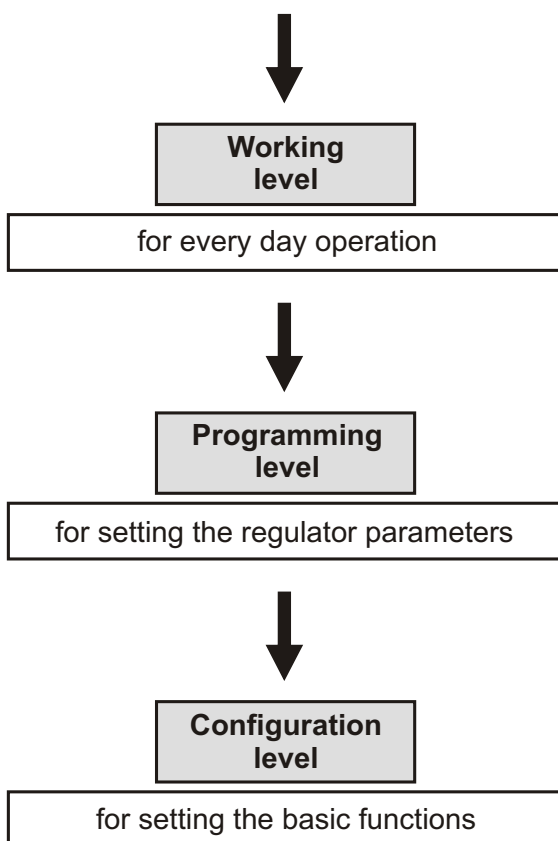 Working
level
for every day operation
Programming
level
for setting the regulator parameters
Configuration
level
for setting the basic functions